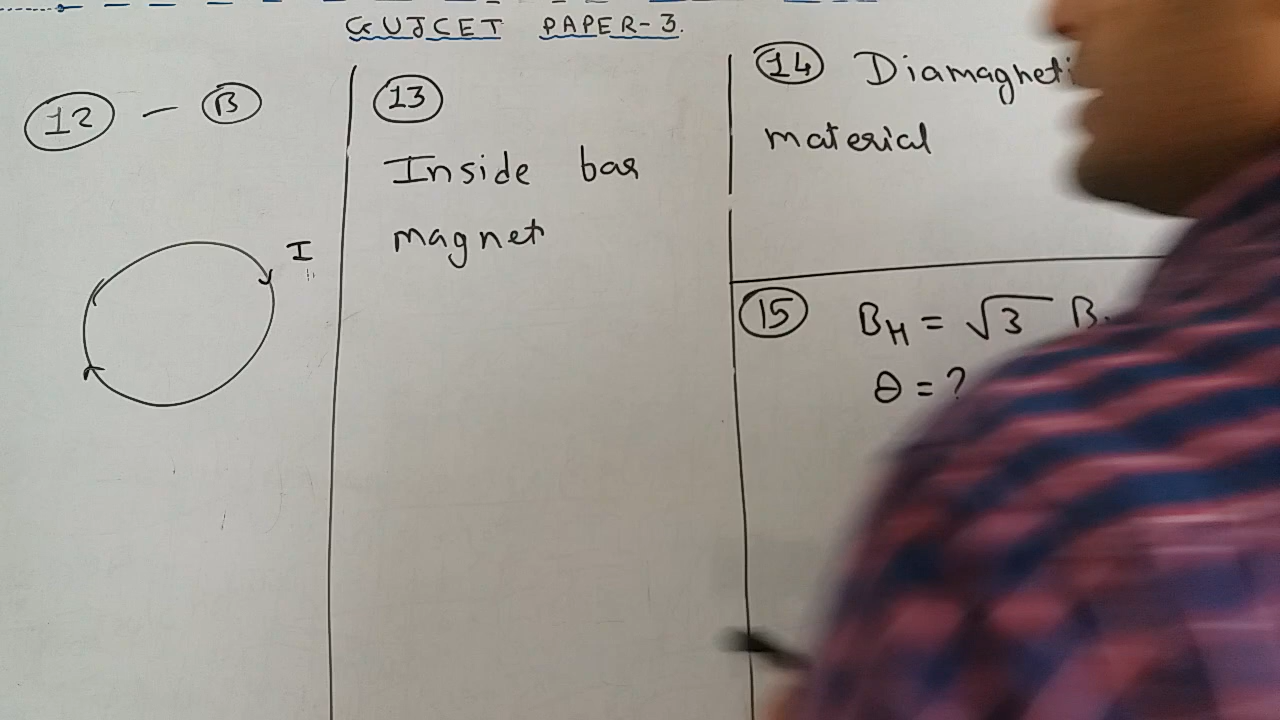 GUJCET PAPER-3.
12 - B
I
13
Inside bar
magnet
14 Diamagneti
material
15 BH = √3 B
θ = ?